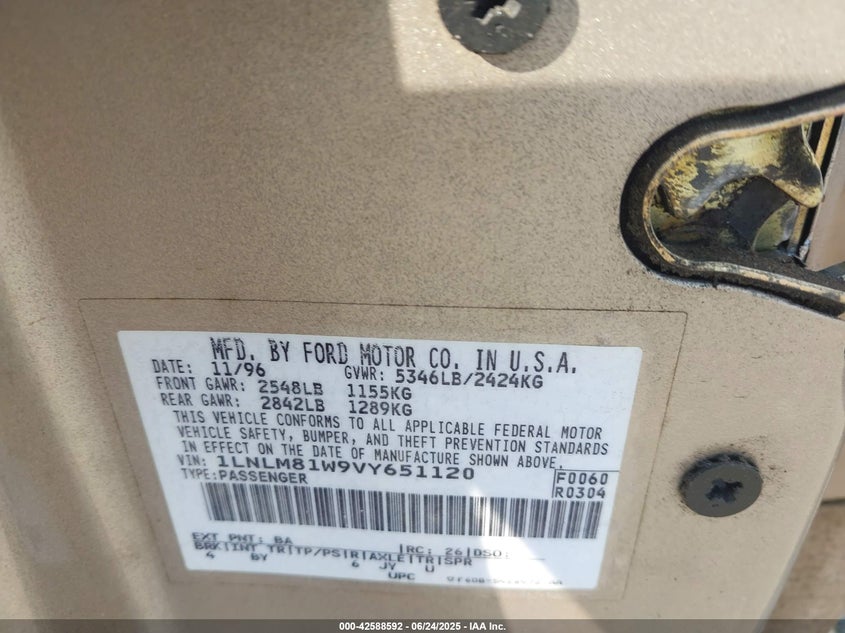 MFD. BY FORD MOTOR CO. IN U.S.A.
DATE: 11/96 GVWR: 5346LB/2424KG
FRONT GAWR: 2548LB 1155KG
REAR GAWR: 2842LB 1289KG
THIS VEHICLE CONFORMS TO ALL APPLICABLE FEDERAL MOTOR
VEHICLE SAFETY, BUMPER, AND THEFT PREVENTION STANDARDS
IN EFFECT ON THE DATE OF MANUFACTURE SHOWN ABOVE.
VIN: 1LNLM81W9VY651120 F0060
TYPE: PASSENGER R0304
EXT PNT: BA RC: 26 DSO:
BRK INT TR TP/PS R AXLE TR SPR
4 BY 6 JY U
UPC
000-42588592 - 06/24/2025 - IAA Inc.